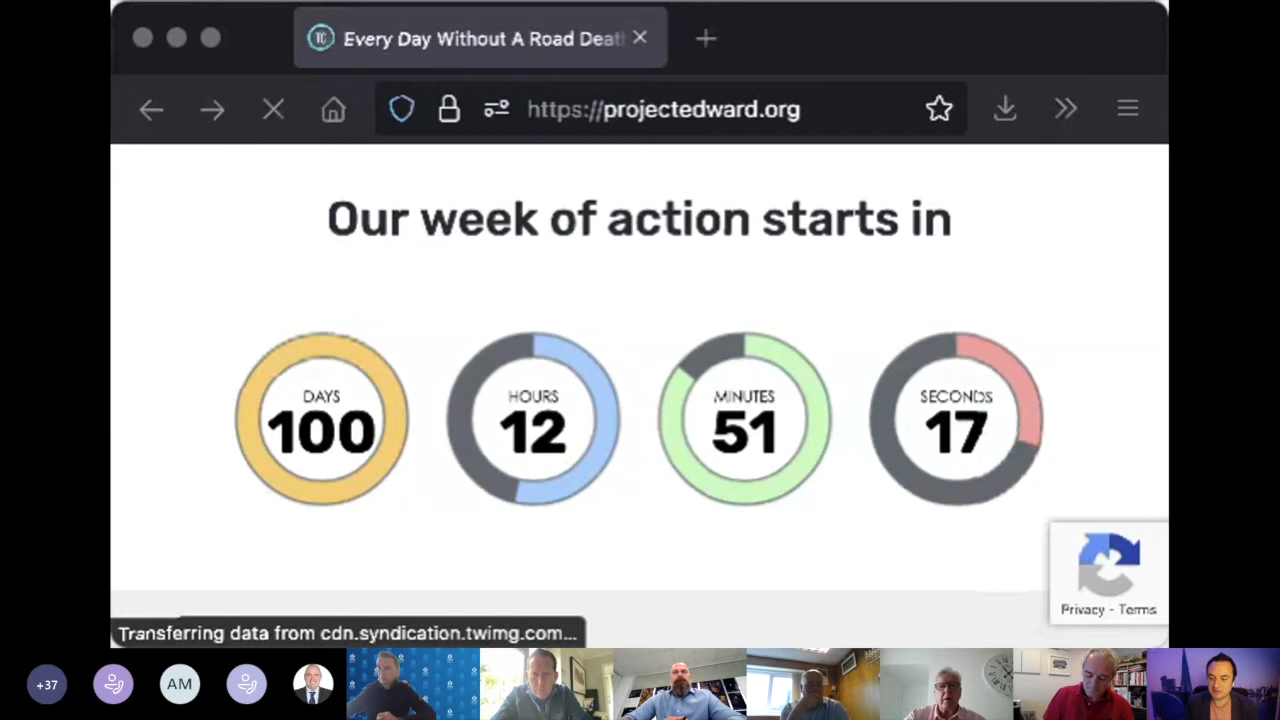 TC
Every Day Without A Road Deat
https://projectedward.org
Our week of action starts in
DAYS
100
HOURS
12
MINUTES
51
SECONDS
17
Privacy - Terms
Transferring data from cdn.syndication.twimg.com...
+37
AM